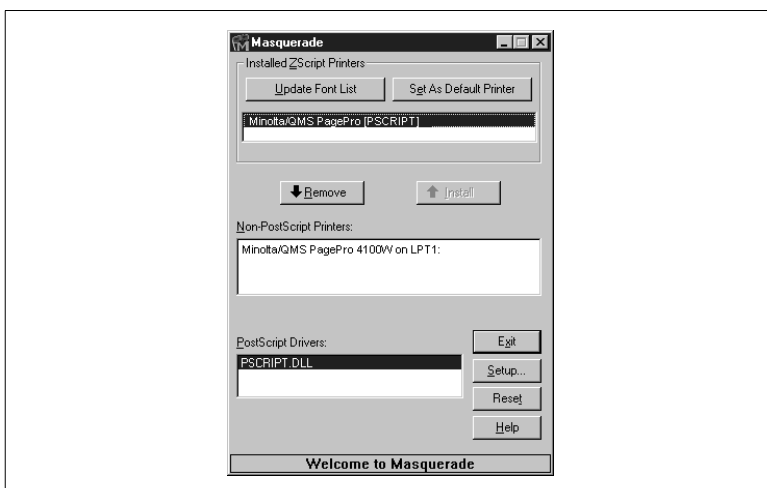 Masquerade
Installed ZScript Printers
Update Font List
Set As Default Printer
Minolta/QMS PagePro [PSCRIPT]
Remove
Install
Non-PostScript Printers:
Minolta/QMS PagePro 4100W on LPT1:
PostScript Drivers:
Exit
PSCRIPT.DLL
Setup...
Reset
Help
Welcome to Masquerade